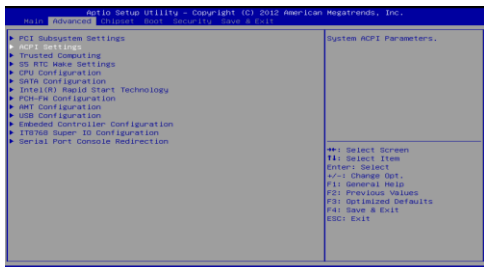 Aptio Setup Utility - Copyright (C) 2012 American Megatrends, Inc.
Main Advanced Chipset Boot Security Save & Exit
PCI Subsystem Settings
ACPI Settings
Trusted Computing
S5 RTC Wake Settings
CPU Configuration
SATA Configuration
Intel(R) Rapid Start Technology
PCH-FW Configuration
AMT Configuration
USB Configuration
Embeded Controller Configuration
IT8768 Super IO Configuration
Serial Port Console Redirection
System ACPI Parameters.
→←: Select Screen
↑↓: Select Item
Enter: Select
+/-: Change Opt.
F1: General Help
F2: Previous Values
F3: Optimized Defaults
F4: Save & Exit
ESC: Exit